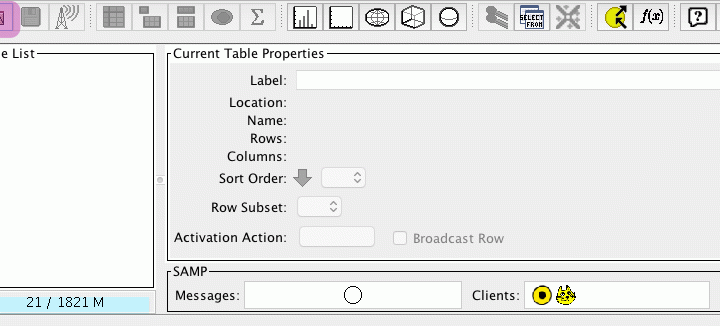 Σ
SELECT
FROM
f(x)
?
e List
Current Table Properties
Label:
Location:
Name:
Rows:
Columns:
Sort Order:
Row Subset:
Activation Action:
Broadcast Row
SAMP
Messages:
Clients:
21 / 1821 M